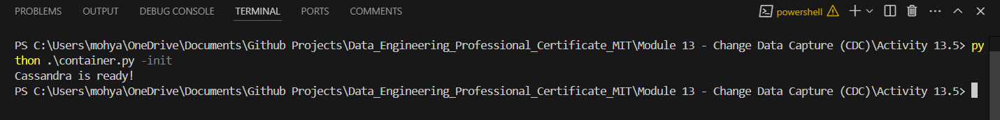 PROBLEMS OUTPUT DEBUG CONSOLE TERMINAL PORTS COMMENTS powershell
PS C:\Users\mohya\OneDrive\Documents\Github Projects\Data_Engineering_Professional_Certificate_MIT\Module 13 - Change Data Capture (CDC)\Activity 13.5> py
thon .\container.py -init
Cassandra is ready!
PS C:\Users\mohya\OneDrive\Documents\Github Projects\Data_Engineering_Professional_Certificate_MIT\Module 13 - Change Data Capture (CDC)\Activity 13.5>